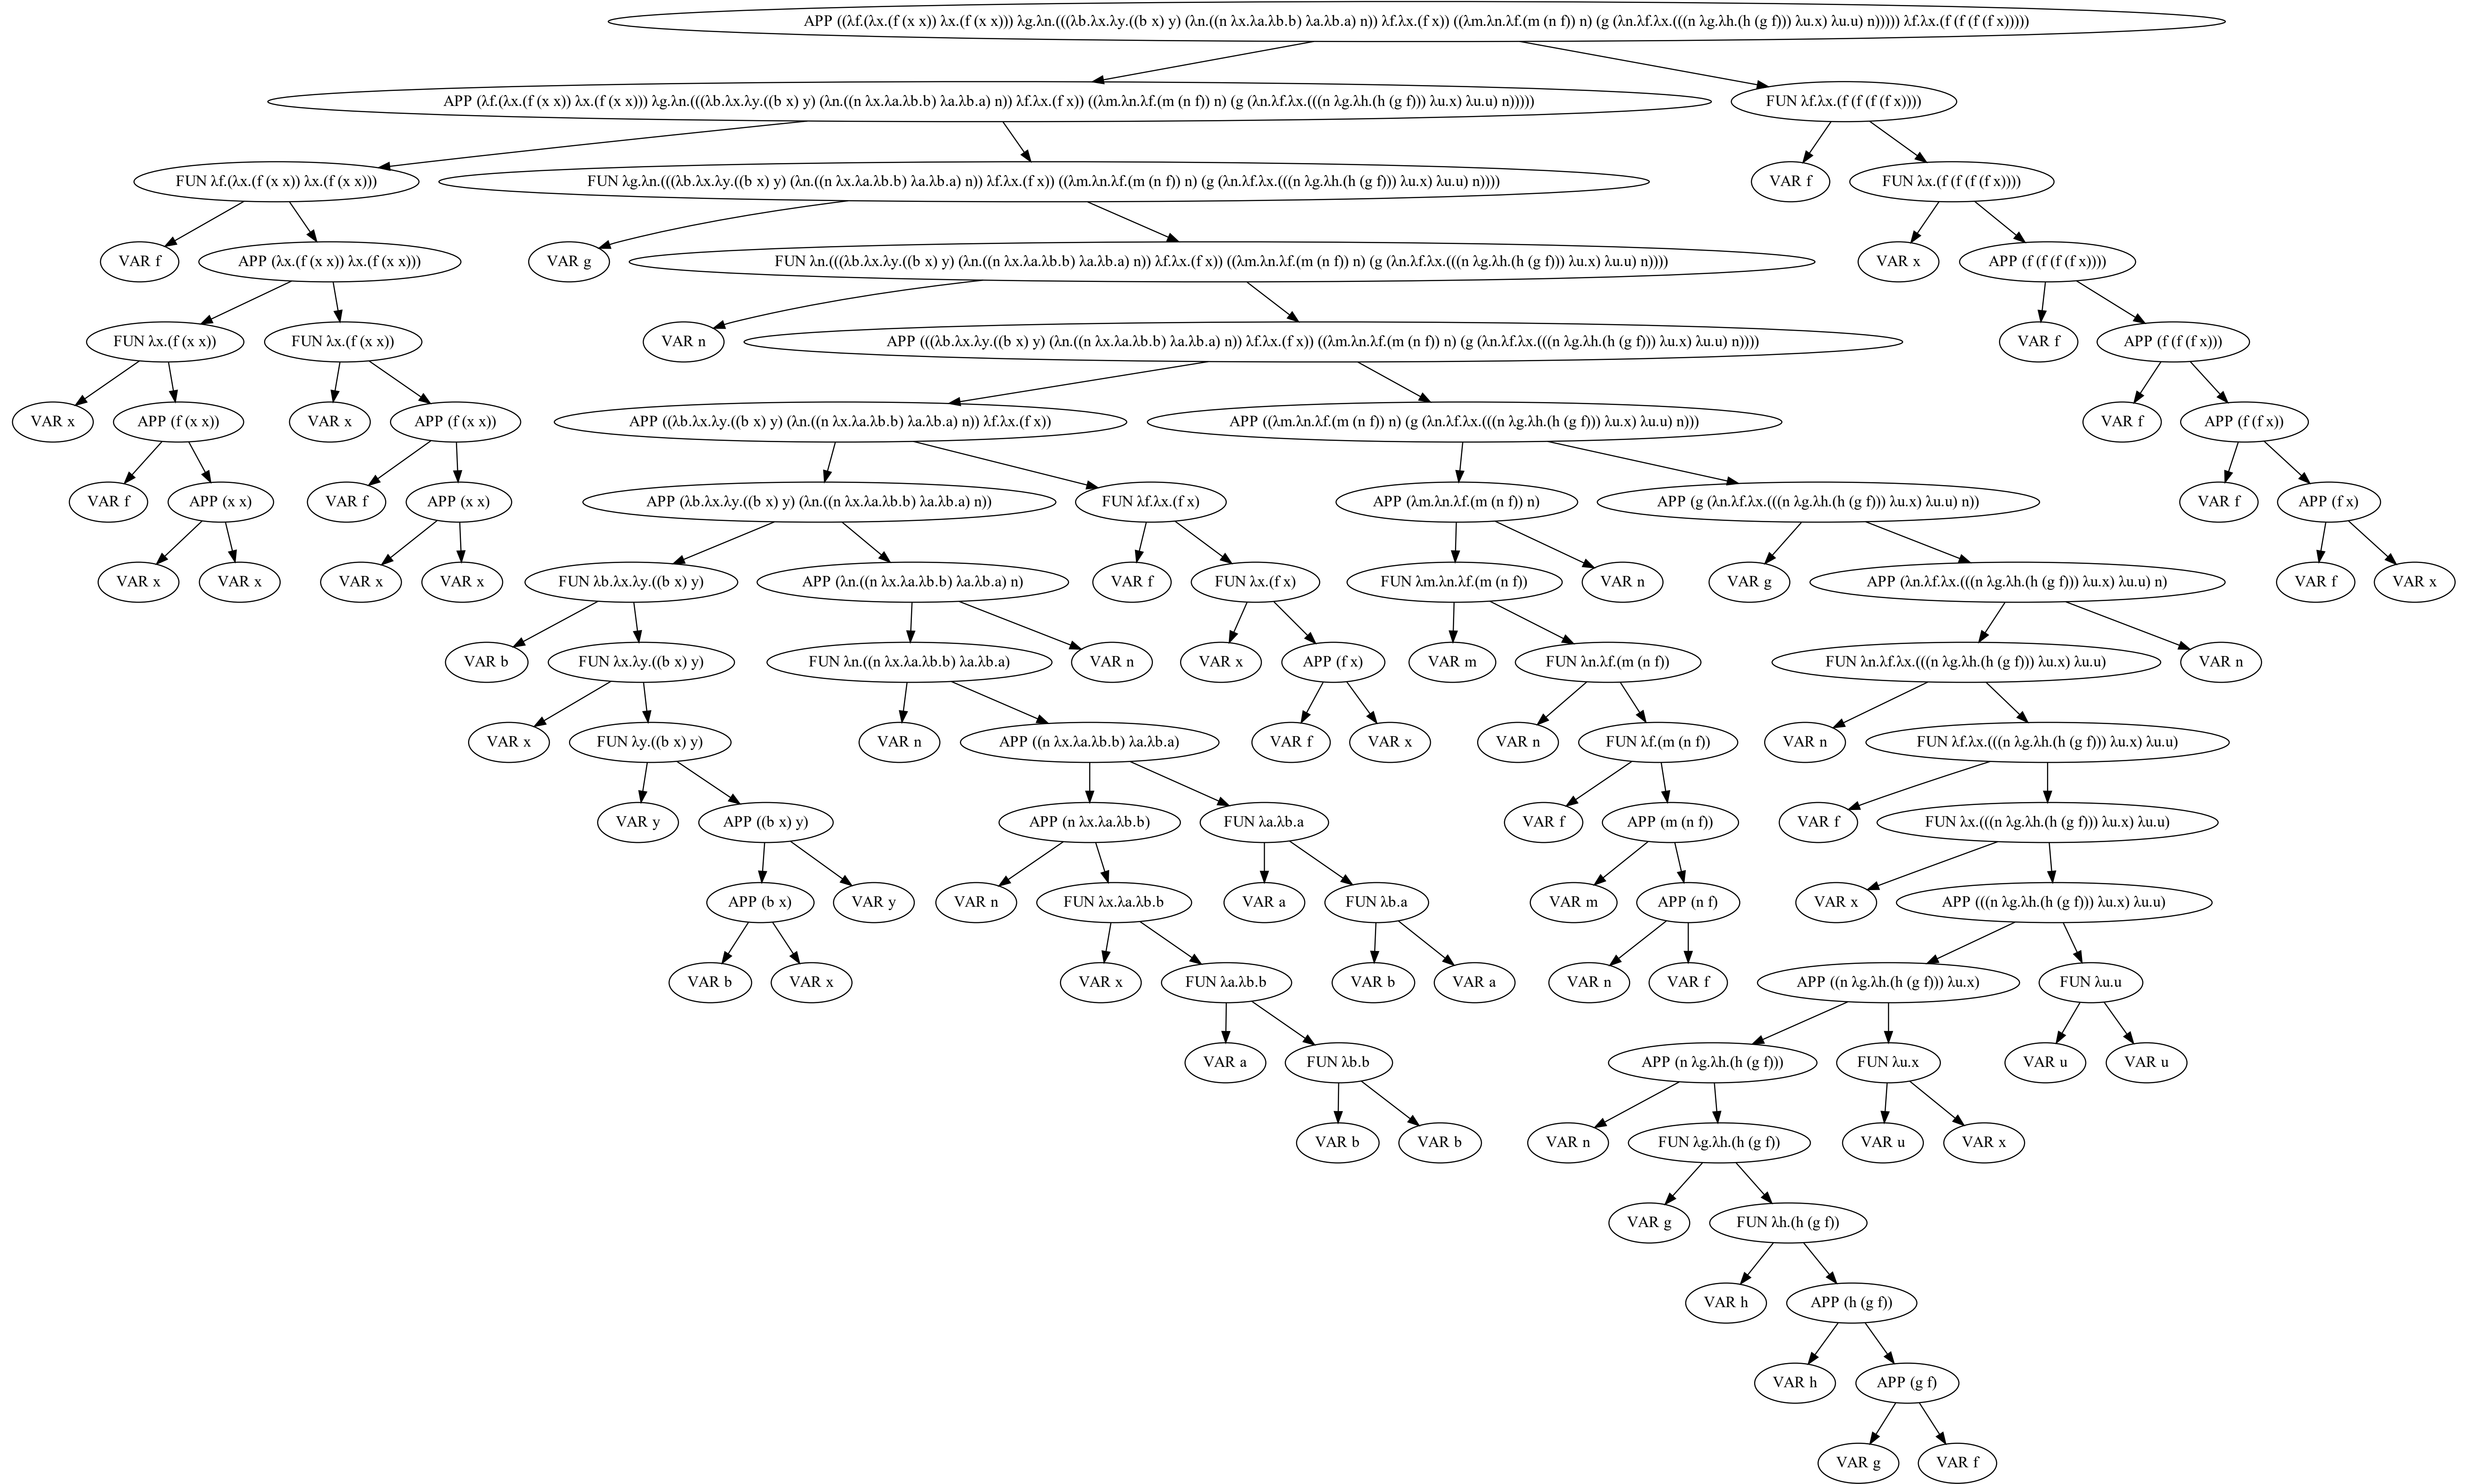 APP ((λf.(λx.(f (x x)) λx.(f (x x))) λg.λn.(((λb.λx.λy.((b x) y) (λn.((n λx.λa.λb.b) λa.λb.a) n)) λf.λx.(f x)) ((λm.λn.λf.(m (n f)) n) (g (λn.λf.λx.(((n λg.λh.(h (g f))) λu.x) λu.u) n))))) λf.λx.(f (f (f (f x)))))
APP (λf.(λx.(f (x x)) λx.(f (x x))) λg.λn.(((λb.λx.λy.((b x) y) (λn.((n λx.λa.λb.b) λa.λb.a) n)) λf.λx.(f x)) ((λm.λn.λf.(m (n f)) n) (g (λn.λf.λx.(((n λg.λh.(h (g f))) λu.x) λu.u) n)))))
FUN λf.λx.(f (f (f (f x))))
FUN λf.(λx.(f (x x)) λx.(f (x x)))
FUN λg.λn.(((λb.λx.λy.((b x) y) (λn.((n λx.λa.λb.b) λa.λb.a) n)) λf.λx.(f x)) ((λm.λn.λf.(m (n f)) n) (g (λn.λf.λx.(((n λg.λh.(h (g f))) λu.x) λu.u) n))))
VAR f
FUN λx.(f (f (f (f x))))
VAR f
APP (λx.(f (x x)) λx.(f (x x)))
VAR g
FUN λn.(((λb.λx.λy.((b x) y) (λn.((n λx.λa.λb.b) λa.λb.a) n)) λf.λx.(f x)) ((λm.λn.λf.(m (n f)) n) (g (λn.λf.λx.(((n λg.λh.(h (g f))) λu.x) λu.u) n))))
VAR x
APP (f (f (f (f x))))
FUN λx.(f (x x))
FUN λx.(f (x x))
VAR n
APP (((λb.λx.λy.((b x) y) (λn.((n λx.λa.λb.b) λa.λb.a) n)) λf.λx.(f x)) ((λm.λn.λf.(m (n f)) n) (g (λn.λf.λx.(((n λg.λh.(h (g f))) λu.x) λu.u) n))))
VAR f
APP (f (f (f x)))
VAR x
APP (f (x x))
VAR x
APP (f (x x))
APP ((λb.λx.λy.((b x) y) (λn.((n λx.λa.λb.b) λa.λb.a) n)) λf.λx.(f x))
APP ((λm.λn.λf.(m (n f)) n) (g (λn.λf.λx.(((n λg.λh.(h (g f))) λu.x) λu.u) n)))
VAR f
APP (f (f x))
VAR f
APP (x x)
VAR f
APP (x x)
APP (λb.λx.λy.((b x) y) (λn.((n λx.λa.λb.b) λa.λb.a) n))
FUN λf.λx.(f x)
APP (λm.λn.λf.(m (n f)) n)
APP (g (λn.λf.λx.(((n λg.λh.(h (g f))) λu.x) λu.u) n))
VAR f
APP (f x)
VAR x
VAR x
VAR x
VAR x
FUN λb.λx.λy.((b x) y)
APP (λn.((n λx.λa.λb.b) λa.λb.a) n)
VAR f
FUN λx.(f x)
FUN λm.λn.λf.(m (n f))
VAR n
VAR g
APP (λn.λf.λx.(((n λg.λh.(h (g f))) λu.x) λu.u) n)
VAR f
VAR x
VAR b
FUN λx.λy.((b x) y)
FUN λn.((n λx.λa.λb.b) λa.λb.a)
VAR n
VAR x
APP (f x)
VAR m
FUN λn.λf.(m (n f))
FUN λn.λf.λx.(((n λg.λh.(h (g f))) λu.x) λu.u)
VAR n
VAR x
FUN λy.((b x) y)
VAR n
APP ((n λx.λa.λb.b) λa.λb.a)
VAR f
VAR x
VAR n
FUN λf.(m (n f))
VAR n
FUN λf.λx.(((n λg.λh.(h (g f))) λu.x) λu.u)
VAR y
APP ((b x) y)
APP (n λx.λa.λb.b)
FUN λa.λb.a
VAR f
APP (m (n f))
VAR f
FUN λx.(((n λg.λh.(h (g f))) λu.x) λu.u)
APP (b x)
VAR y
VAR n
FUN λx.λa.λb.b
VAR a
FUN λb.a
VAR m
APP (n f)
VAR x
APP (((n λg.λh.(h (g f))) λu.x) λu.u)
VAR b
VAR x
VAR x
FUN λa.λb.b
VAR b
VAR a
VAR n
VAR f
APP ((n λg.λh.(h (g f))) λu.x)
FUN λu.u
VAR a
FUN λb.b
APP (n λg.λh.(h (g f)))
FUN λu.x
VAR u
VAR u
VAR b
VAR b
VAR n
FUN λg.λh.(h (g f))
VAR u
VAR x
VAR g
FUN λh.(h (g f))
VAR h
APP (h (g f))
VAR h
APP (g f)
VAR g
VAR f